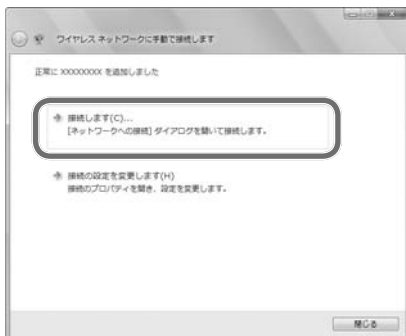 ワイヤレス ネットワークに手動で接続します
正常に XXXXXXXX を追加しました
接続します(C)...
[ネットワークへの接続] ダイアログを開いて接続します。
接続の設定を変更します(H)
接続のプロパティを開き、設定を変更します。
閉じる